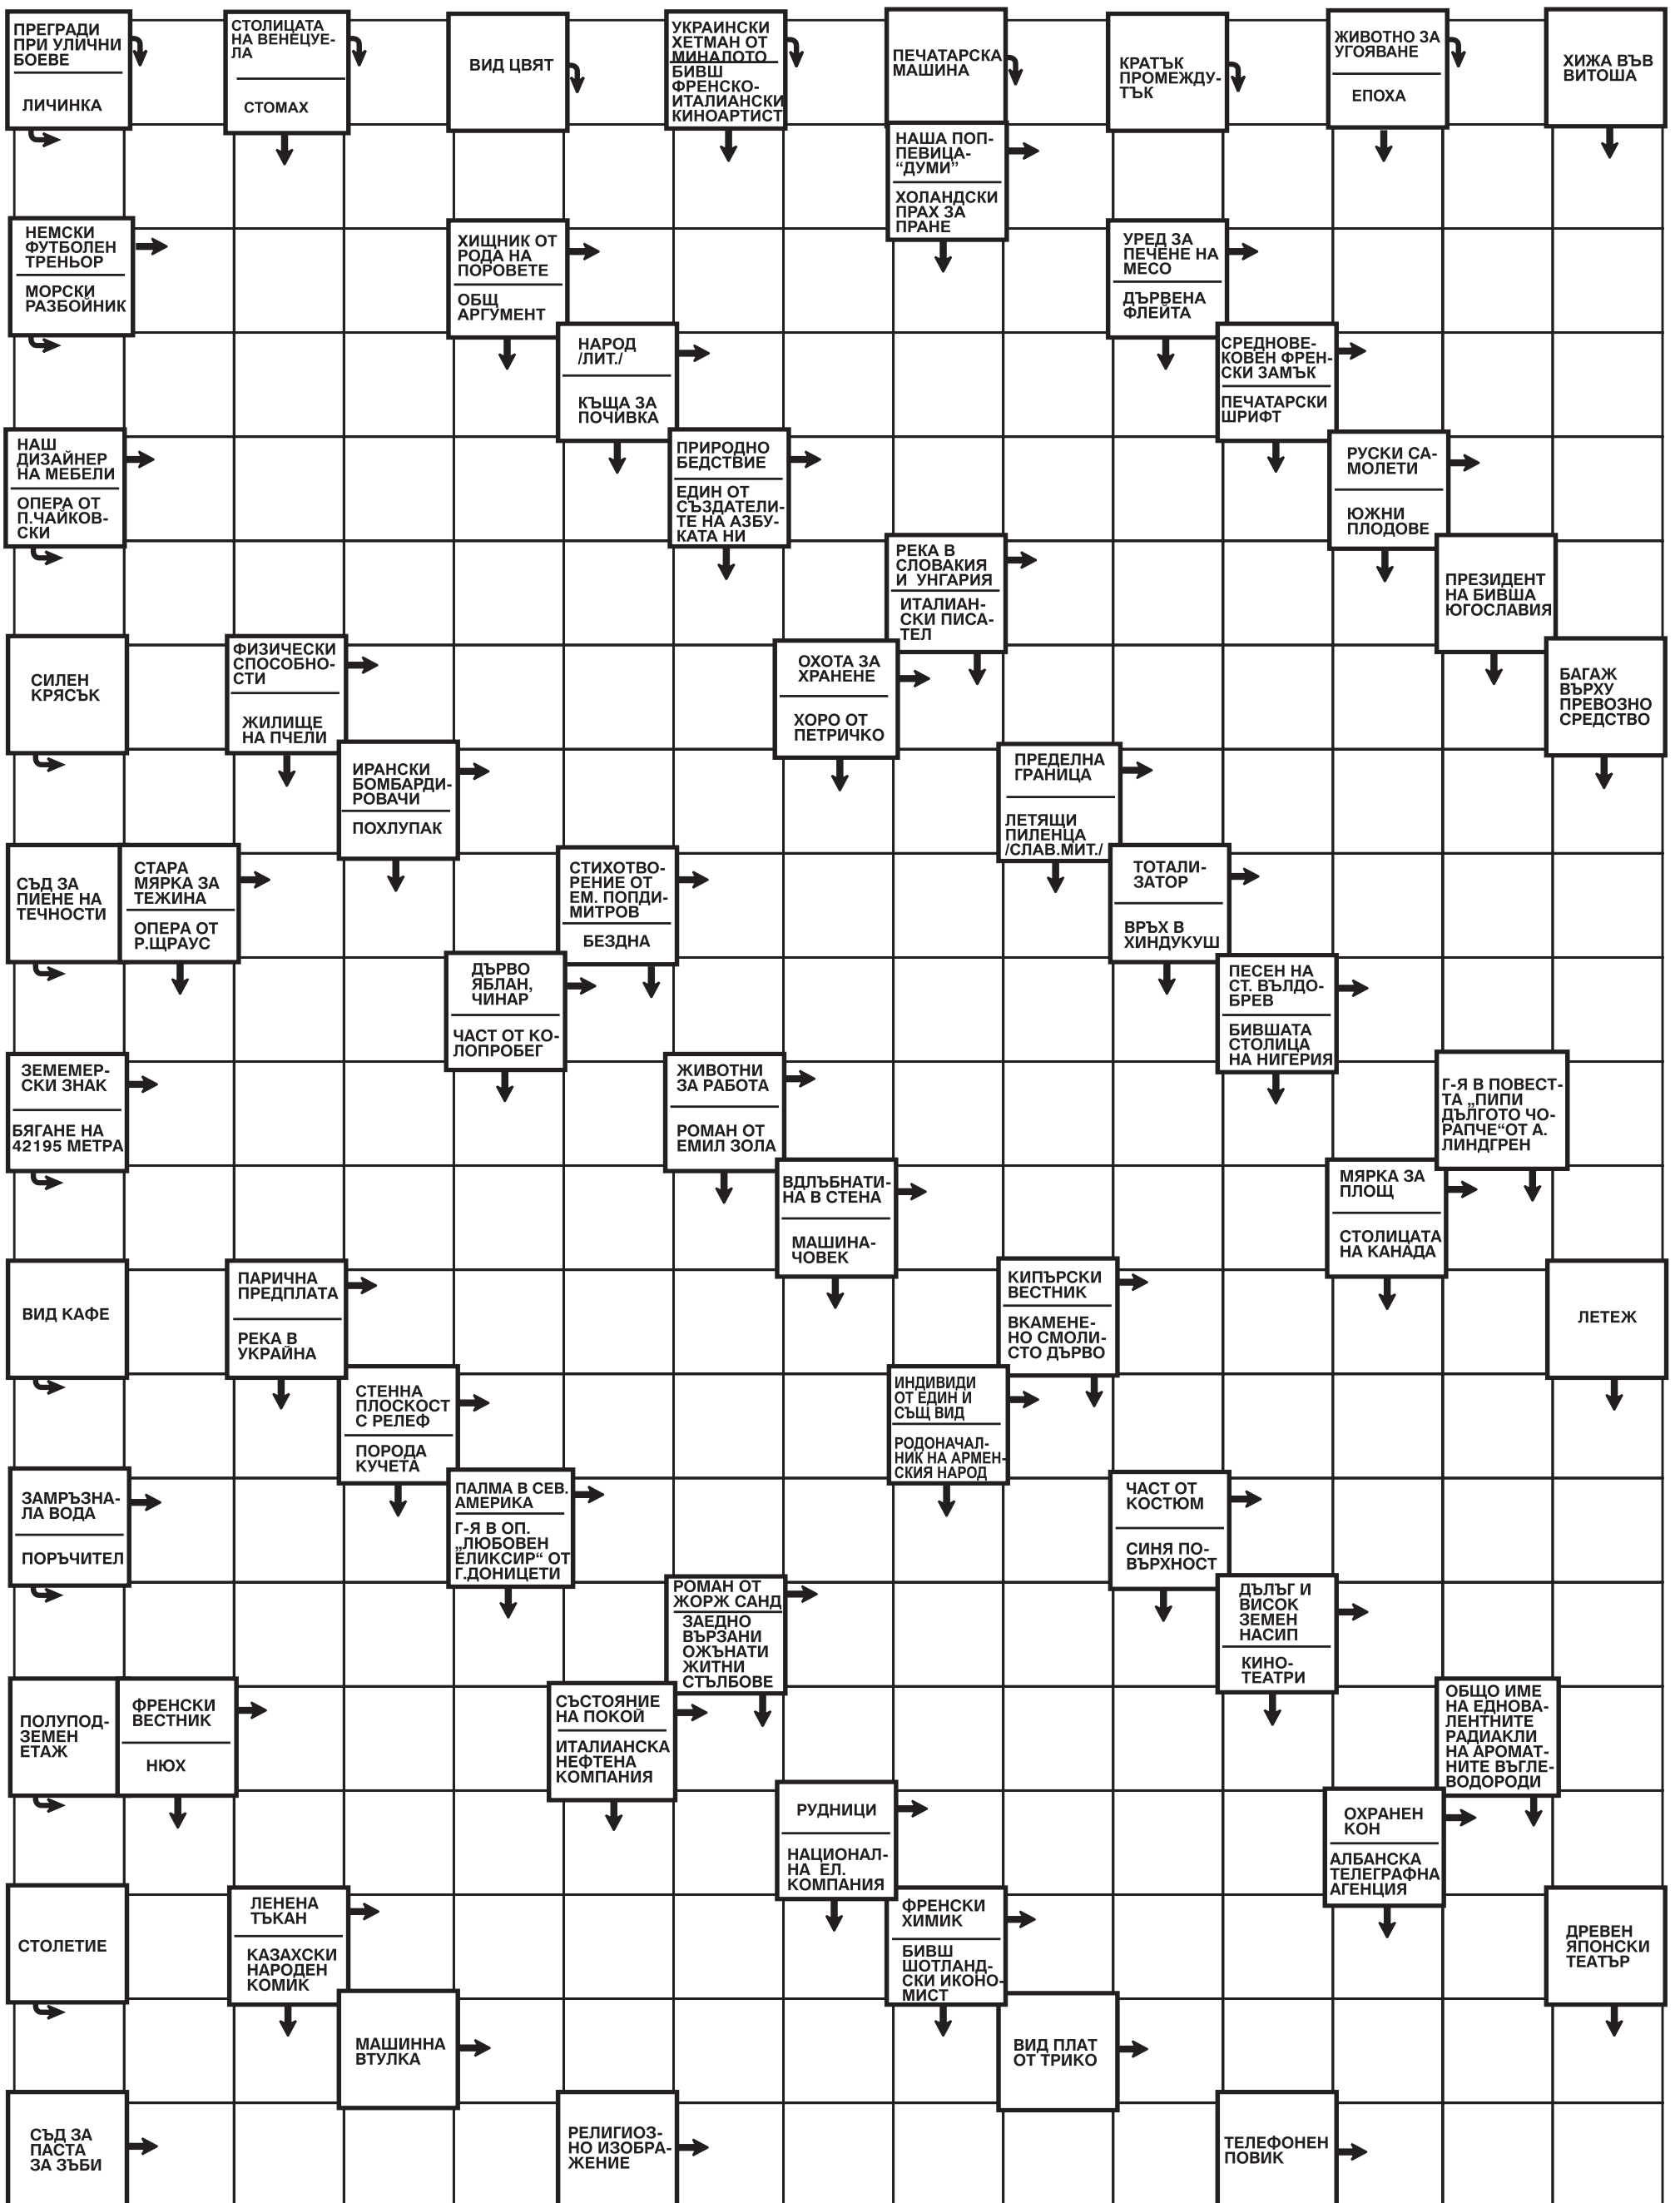 ПРЕГРАДИ
ПРИ УЛИЧНИ
БОЕВЕ
ЛИЧИНКА
СТОЛИЦАТА
НА ВЕНЕЦУЕ-
ЛА
СТОМАХ
ВИД ЦВЯТ
УКРАИНСКИ
ХЕТМАН ОТ
МИНАЛОТО
БИВШ
ФРЕНСКО-
ИТАЛИАНСКИ
КИНОАРТИСТ
ПЕЧАТАРСКА
МАШИНА
КРАТЪК
ПРОМЕЖДУ-
ТЪК
ЖИВОТНО ЗА
УГОЯВАНЕ
ЕПОХА
ХИЖА ВЪВ
ВИТОША
НАША ПОП-
ПЕВИЦА-
“ДУМИ”
ХОЛАНДСКИ
ПРАХ ЗА
ПРАНЕ
НЕМСКИ
ФУТБОЛЕН
ТРЕНЬОР
МОРСКИ
РАЗБОЙНИК
ХИЩНИК ОТ
РОДА НА
ПОРОВЕТЕ
ОБЩ
АРГУМЕНТ
УРЕД ЗА
ПЕЧЕНЕ НА
МЕСО
ДЪРВЕНА
ФЛЕЙТА
НАРОД
/ЛИТ./
КЪЩА ЗА
ПОЧИВКА
СРЕДНОВЕ-
КОВЕН ФРЕН-
СКИ ЗАМЪК
ПЕЧАТАРСКИ
ШРИФТ
НАШ
ДИЗАЙНЕР
НА МЕБЕЛИ
ОПЕРА ОТ
П.ЧАЙКОВ-
СКИ
ПРИРОДНО
БЕДСТВИЕ
ЕДИН ОТ
СЪЗДАТЕЛИ-
ТЕ НА АЗБУ-
КАТА НИ
РУСКИ СА-
МОЛЕТИ
ЮЖНИ
ПЛОДОВЕ
РЕКА В
СЛОВАКИЯ
И УНГАРИЯ
ИТАЛИАН-
СКИ ПИСА-
ТЕЛ
ПРЕЗИДЕНТ
НА БИВША
ЮГОСЛАВИЯ
СИЛЕН
КРЯСЪК
ФИЗИЧЕСКИ
СПОСОБНО-
СТИ
ЖИЛИЩЕ
НА ПЧЕЛИ
ОХОТА ЗА
ХРАНЕНЕ
ХОРО ОТ
ПЕТРИЧКО
БАГАЖ
ВЪРХУ
ПРЕВОЗНО
СРЕДСТВО
ИРАНСКИ
БОМБАРДИ-
РОВАЧИ
ПОХЛУПАК
ПРЕДЕЛНА
ГРАНИЦА
ЛЕТЯЩИ
ПИЛЕНЦА
/СЛАВ.МИТ./
СЪД ЗА
ПИЕНЕ НА
ТЕЧНОСТИ
СТАРА
МЯРКА ЗА
ТЕЖИНА
ОПЕРА ОТ
Р.ЩРАУС
СТИХОТВО-
РЕНИЕ ОТ
ЕМ. ПОПДИ-
МИТРОВ
БЕЗДНА
ТОТАЛИ-
ЗАТОР
ВРЪХ В
ХИНДУКУШ
ДЪРВО
ЯБЛАН,
ЧИНАР
ЧАСТ ОТ КО-
ЛОПРОБЕГ
ПЕСЕН НА
СТ. ВЪЛДО-
БРЕВ
БИВШАТА
СТОЛИЦА
НА НИГЕРИЯ
ЗЕМЕМЕР-
СКИ ЗНАК
БЯГАНЕ НА
42195 МЕТРА
ЖИВОТНИ
ЗА РАБОТА
РОМАН ОТ
ЕМИЛ ЗОЛА
Г-Я В ПОВЕСТ-
ТА „ПИПИ
ДЪЛГОТО ЧО-
РАПЧЕ“ОТ А.
ЛИНДГРЕН
ВДЛЪБНАТИ-
НА В СТЕНА
МАШИНА-
ЧОВЕК
МЯРКА ЗА
ПЛОЩ
СТОЛИЦАТА
НА КАНАДА
ВИД КАФЕ
ПАРИЧНА
ПРЕДПЛАТА
РЕКА В
УКРАЙНА
КИПЪРСКИ
ВЕСТНИК
ВКАМЕНЕ-
НО СМОЛИ-
СТО ДЪРВО
ЛЕТЕЖ
СТЕННА
ПЛОСКОСТ
С РЕЛЕФ
ПОРОДА
КУЧЕТА
ИНДИВИДИ
ОТ ЕДИН И
СЪЩ ВИД
РОДОНАЧАЛ-
НИК НА АРМЕН-
СКИЯ НАРОД
ЗАМРЪЗНА-
ЛА ВОДА
ПОРЪЧИТЕЛ
ПАЛМА В СЕВ.
АМЕРИКА
Г-Я В ОП.
„ЛЮБОВЕН
ЕЛИКСИР“ ОТ
Г.ДОНИЦЕТИ
ЧАСТ ОТ
КОСТЮМ
СИНЯ ПО-
ВЪРХНОСТ
РОМАН ОТ
ЖОРЖ САНД
ЗАЕДНО
ВЪРЗАНИ
ОЖЪНАТИ
ЖИТНИ
СТЪЛБОВЕ
ДЪЛЪГ И
ВИСОК
ЗЕМЕН
НАСИП
КИНО-
ТЕАТРИ
ПОЛУПОД-
ЗЕМЕН
ЕТАЖ
ФРЕНСКИ
ВЕСТНИК
НЮХ
СЪСТОЯНИЕ
НА ПОКОЙ
ИТАЛИАНСКА
НЕФТЕНА
КОМПАНИЯ
ОБЩО ИМЕ
НА ЕДНОВА-
ЛЕНТНИТЕ
РАДИАКЛИ
НА АРОМАТ-
НИТЕ ВЪГЛЕ-
ВОДОРОДИ
РУДНИЦИ
НАЦИОНАЛ-
НА ЕЛ.
КОМПАНИЯ
ОХРАНЕН
КОН
АЛБАНСКА
ТЕЛЕГРАФНА
АГЕНЦИЯ
СТОЛЕТИЕ
ЛЕНЕНА
ТЪКАН
КАЗАХСКИ
НАРОДЕН
КОМИК
ФРЕНСКИ
ХИМИК
БИВШ
ШОТЛАНД-
СКИ ИКОНО-
МИСТ
ДРЕВЕН
ЯПОНСКИ
ТЕАТЪР
МАШИННА
ВТУЛКА
ВИД ПЛАТ
ОТ ТРИКО
СЪД ЗА
ПАСТА
ЗА ЗЪБИ
РЕЛИГИОЗ-
НО ИЗОБРА-
ЖЕНИЕ
ТЕЛЕФОНЕН
ПОВИК